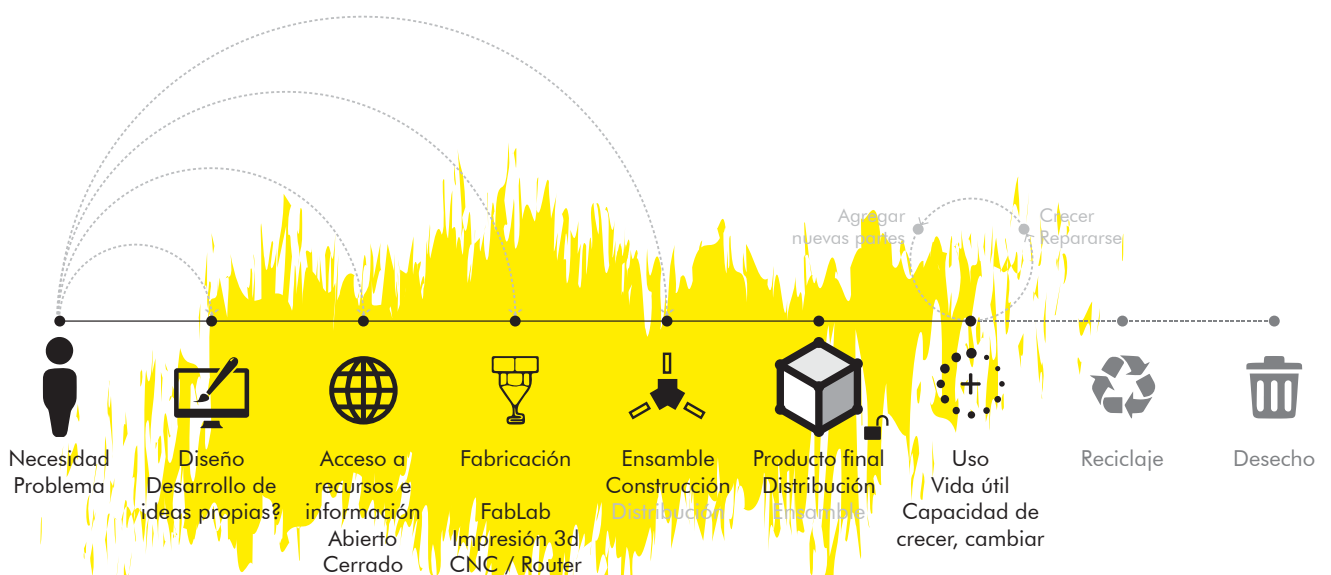 Agregar
nuevas partes
Crecer
Repararse
Necesidad
Problema
Diseño
Desarrollo de
ideas propias?
Acceso a
recursos e
información
Abierto
Cerrado
Fabricación
FabLab
Impresión 3d
CNC / Router
Ensamble
Construcción
Distribución
Producto final
Distribución
Ensamble
Uso
Vida útil
Capacidad de
crecer, cambiar
Reciclaje
Desecho